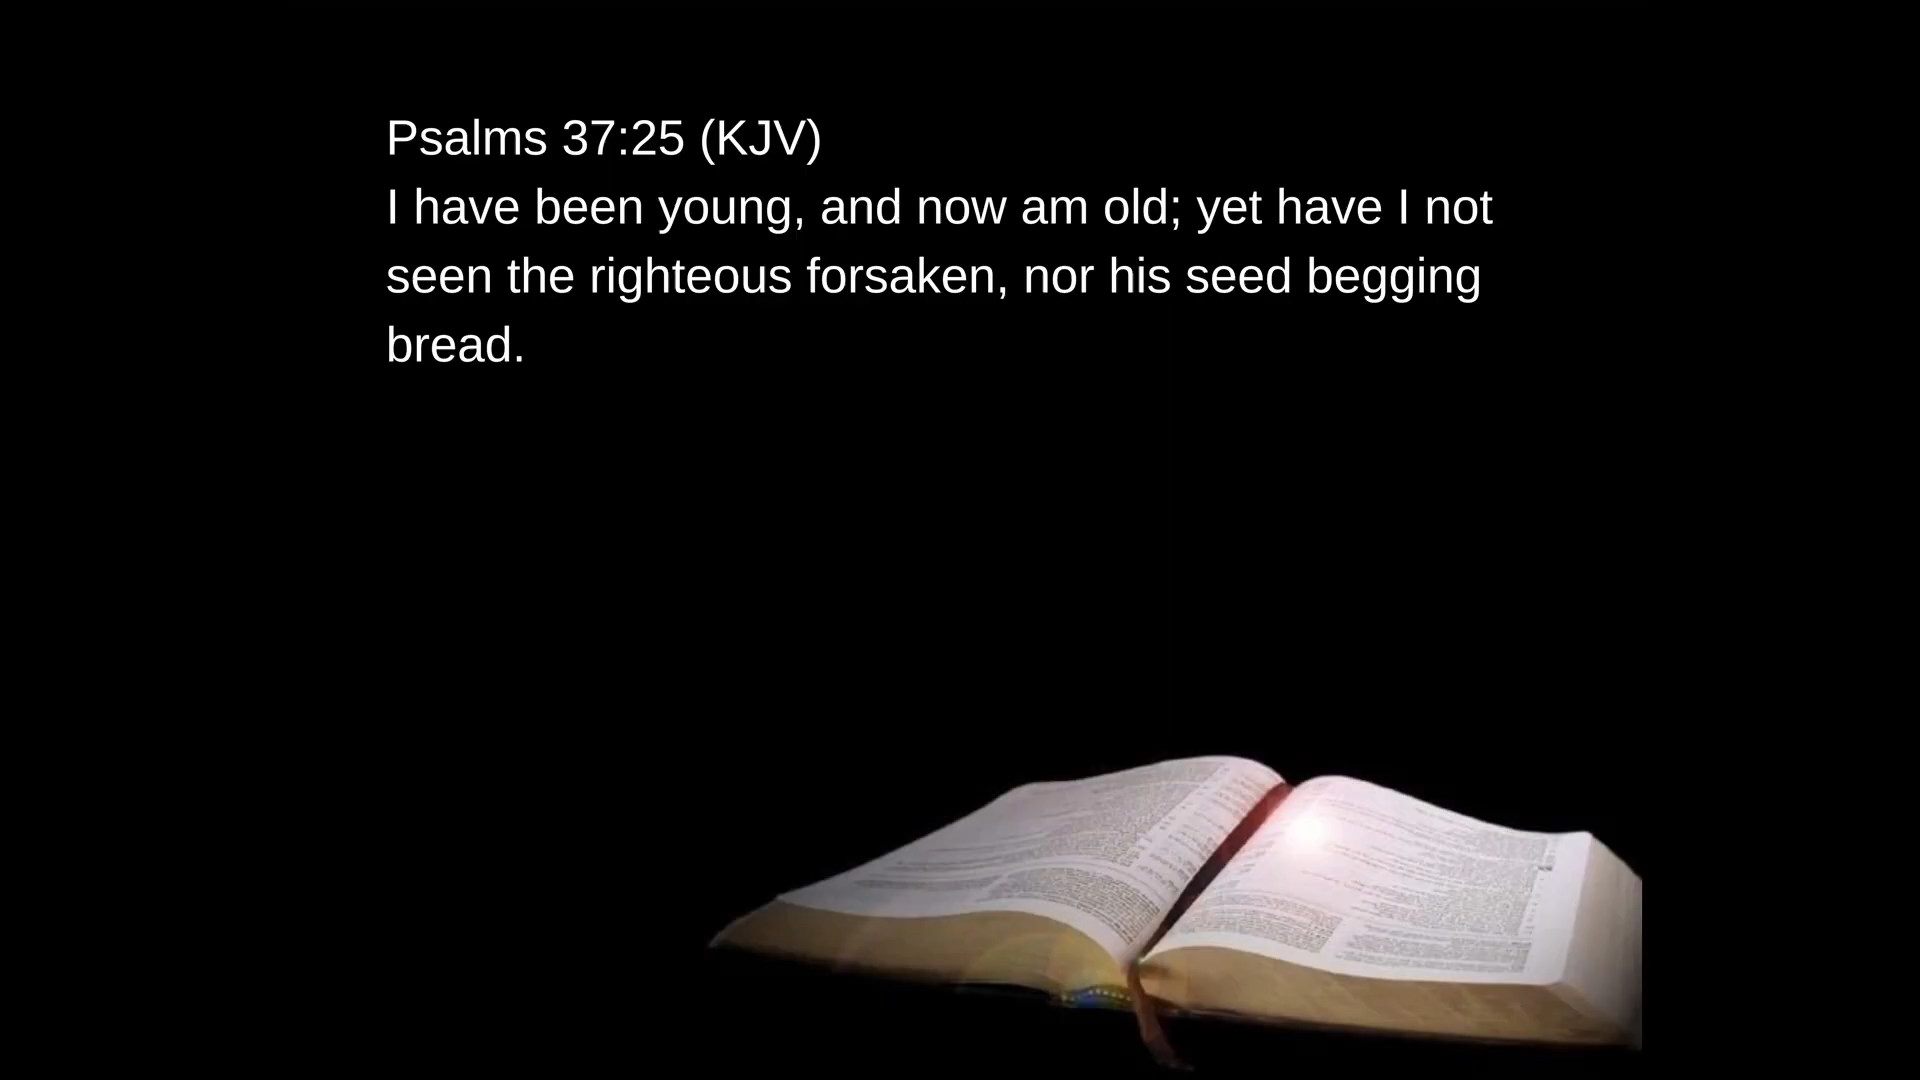 Psalms 37:25 (KJV)
I have been young, and now am old; yet have I not
seen the righteous forsaken, nor his seed begging
bread.